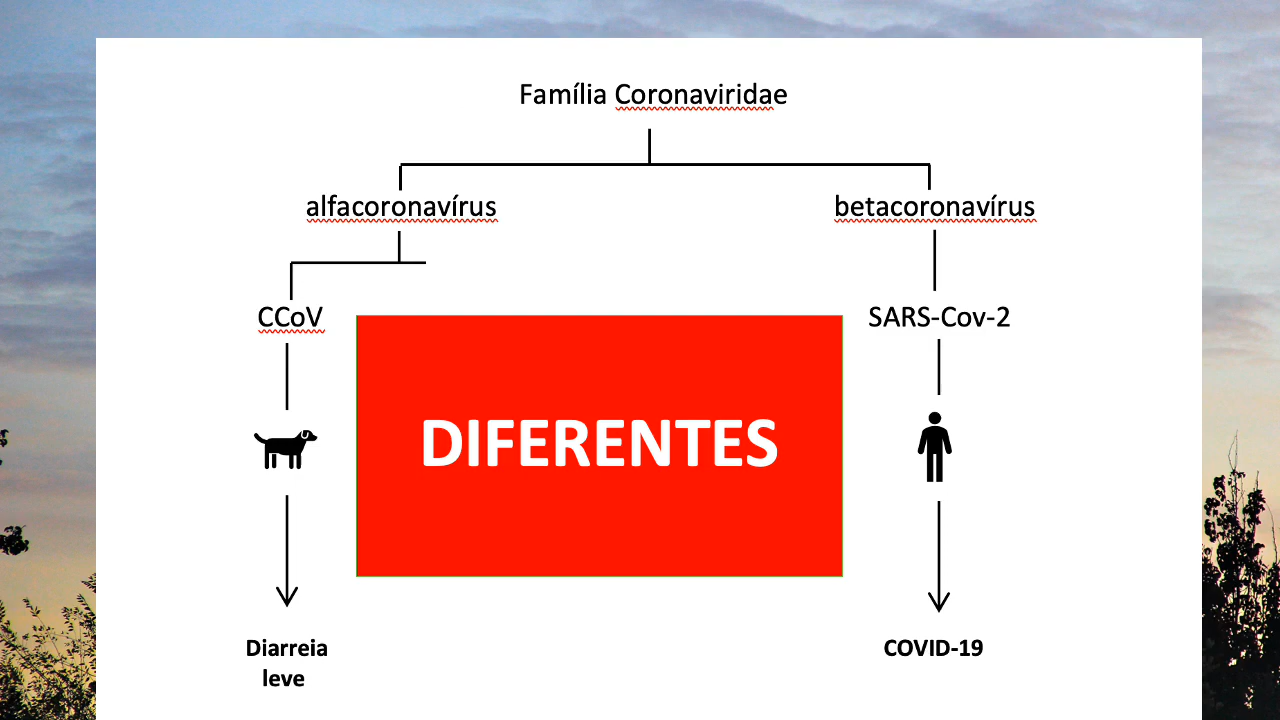 Família Coronaviridae
alfacoronavírus
betacoronavírus
CCoV
SARS-Cov-2
DIFERENTES
Diarreia
leve
COVID-19